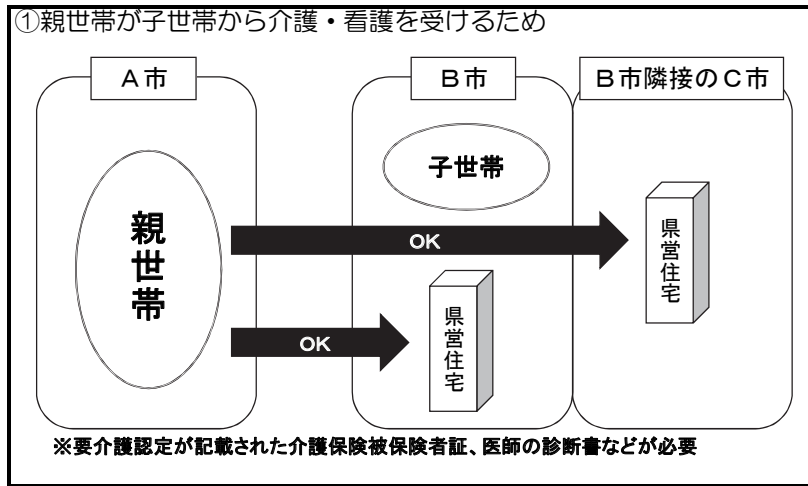 ①親世帯が子世帯から介護・看護を受けるため
A市
B市
B市隣接のC市
子世帯
親世帯
OK
県営住宅
OK
県営住宅
※要介護認定が記載された介護保険被保険者証、医師の診断書などが必要